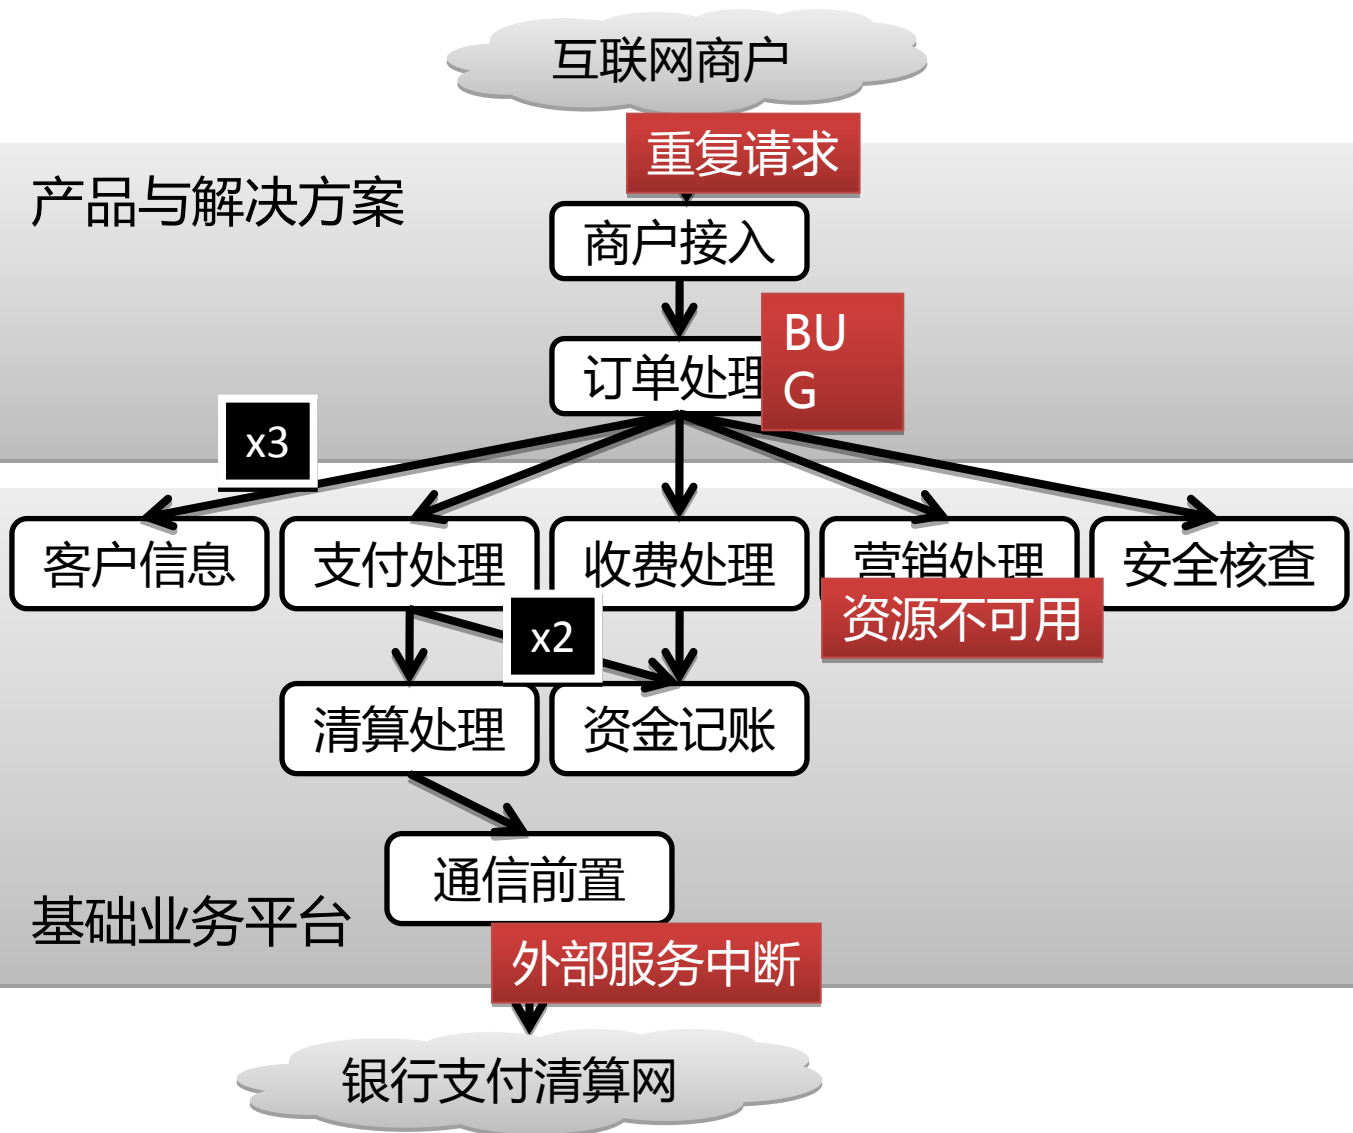 互联网商户
重复请求
产品与解决方案
商户接入
BU
G
订单处理
x3
客户信息
支付处理
收费处理
营销处理
安全核查
资源不可用
x2
清算处理
资金记账
通信前置
基础业务平台
外部服务中断
银行支付清算网